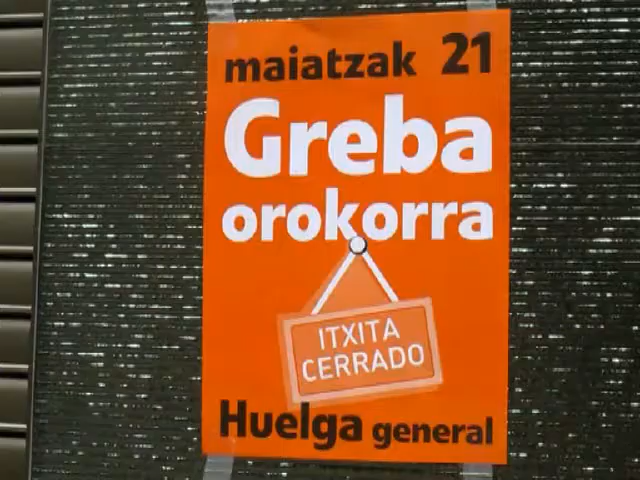 maiatzak 21
Greba
orokorra
ITXITA
CERRADO
Huelga general